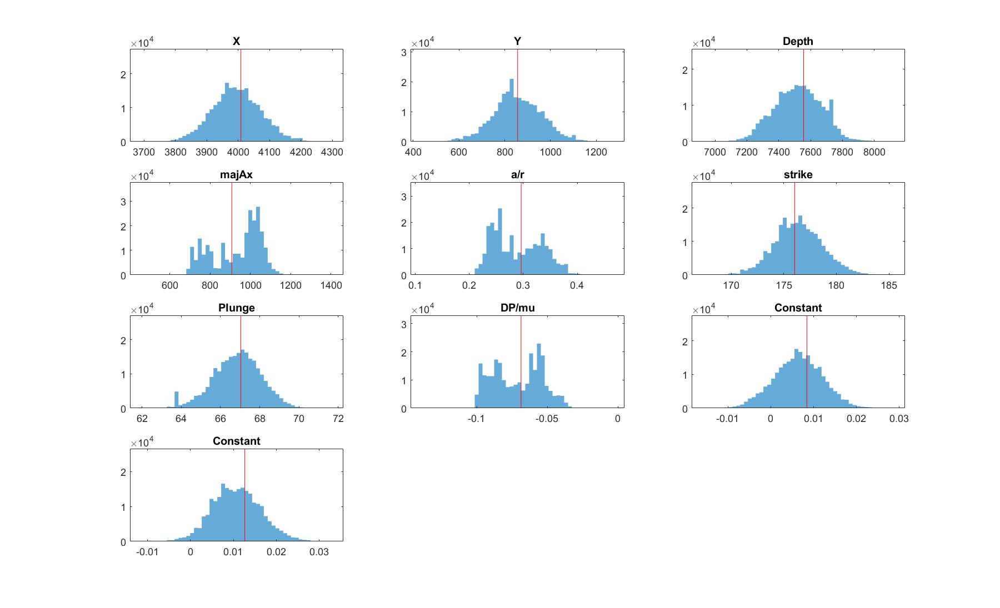 X Y Depth
×10⁴ ×10⁴ ×10⁴
3
2 2 2
1 1 1
0 0 0
3700 3800 3900 4000 4100 4200 4300 400 600 800 1000 1200 7000 7200 7400 7600 7800 8000
majAx a/r strike
×10⁴ ×10⁴ ×10⁴
3 3
2 2 2
1 1 1
0 0 0
600 800 1000 1200 1400 0.1 0.2 0.3 0.4 170 175 180 185
Plunge DP/mu Constant
×10⁴ ×10⁴ ×10⁴
3
2 2 2
1 1 1
0 0 0
62 64 66 68 70 72 -0.1 -0.05 0 -0.01 0 0.01 0.02 0.03
Constant
×10⁴
2
1
0
-0.01 0 0.01 0.02 0.03